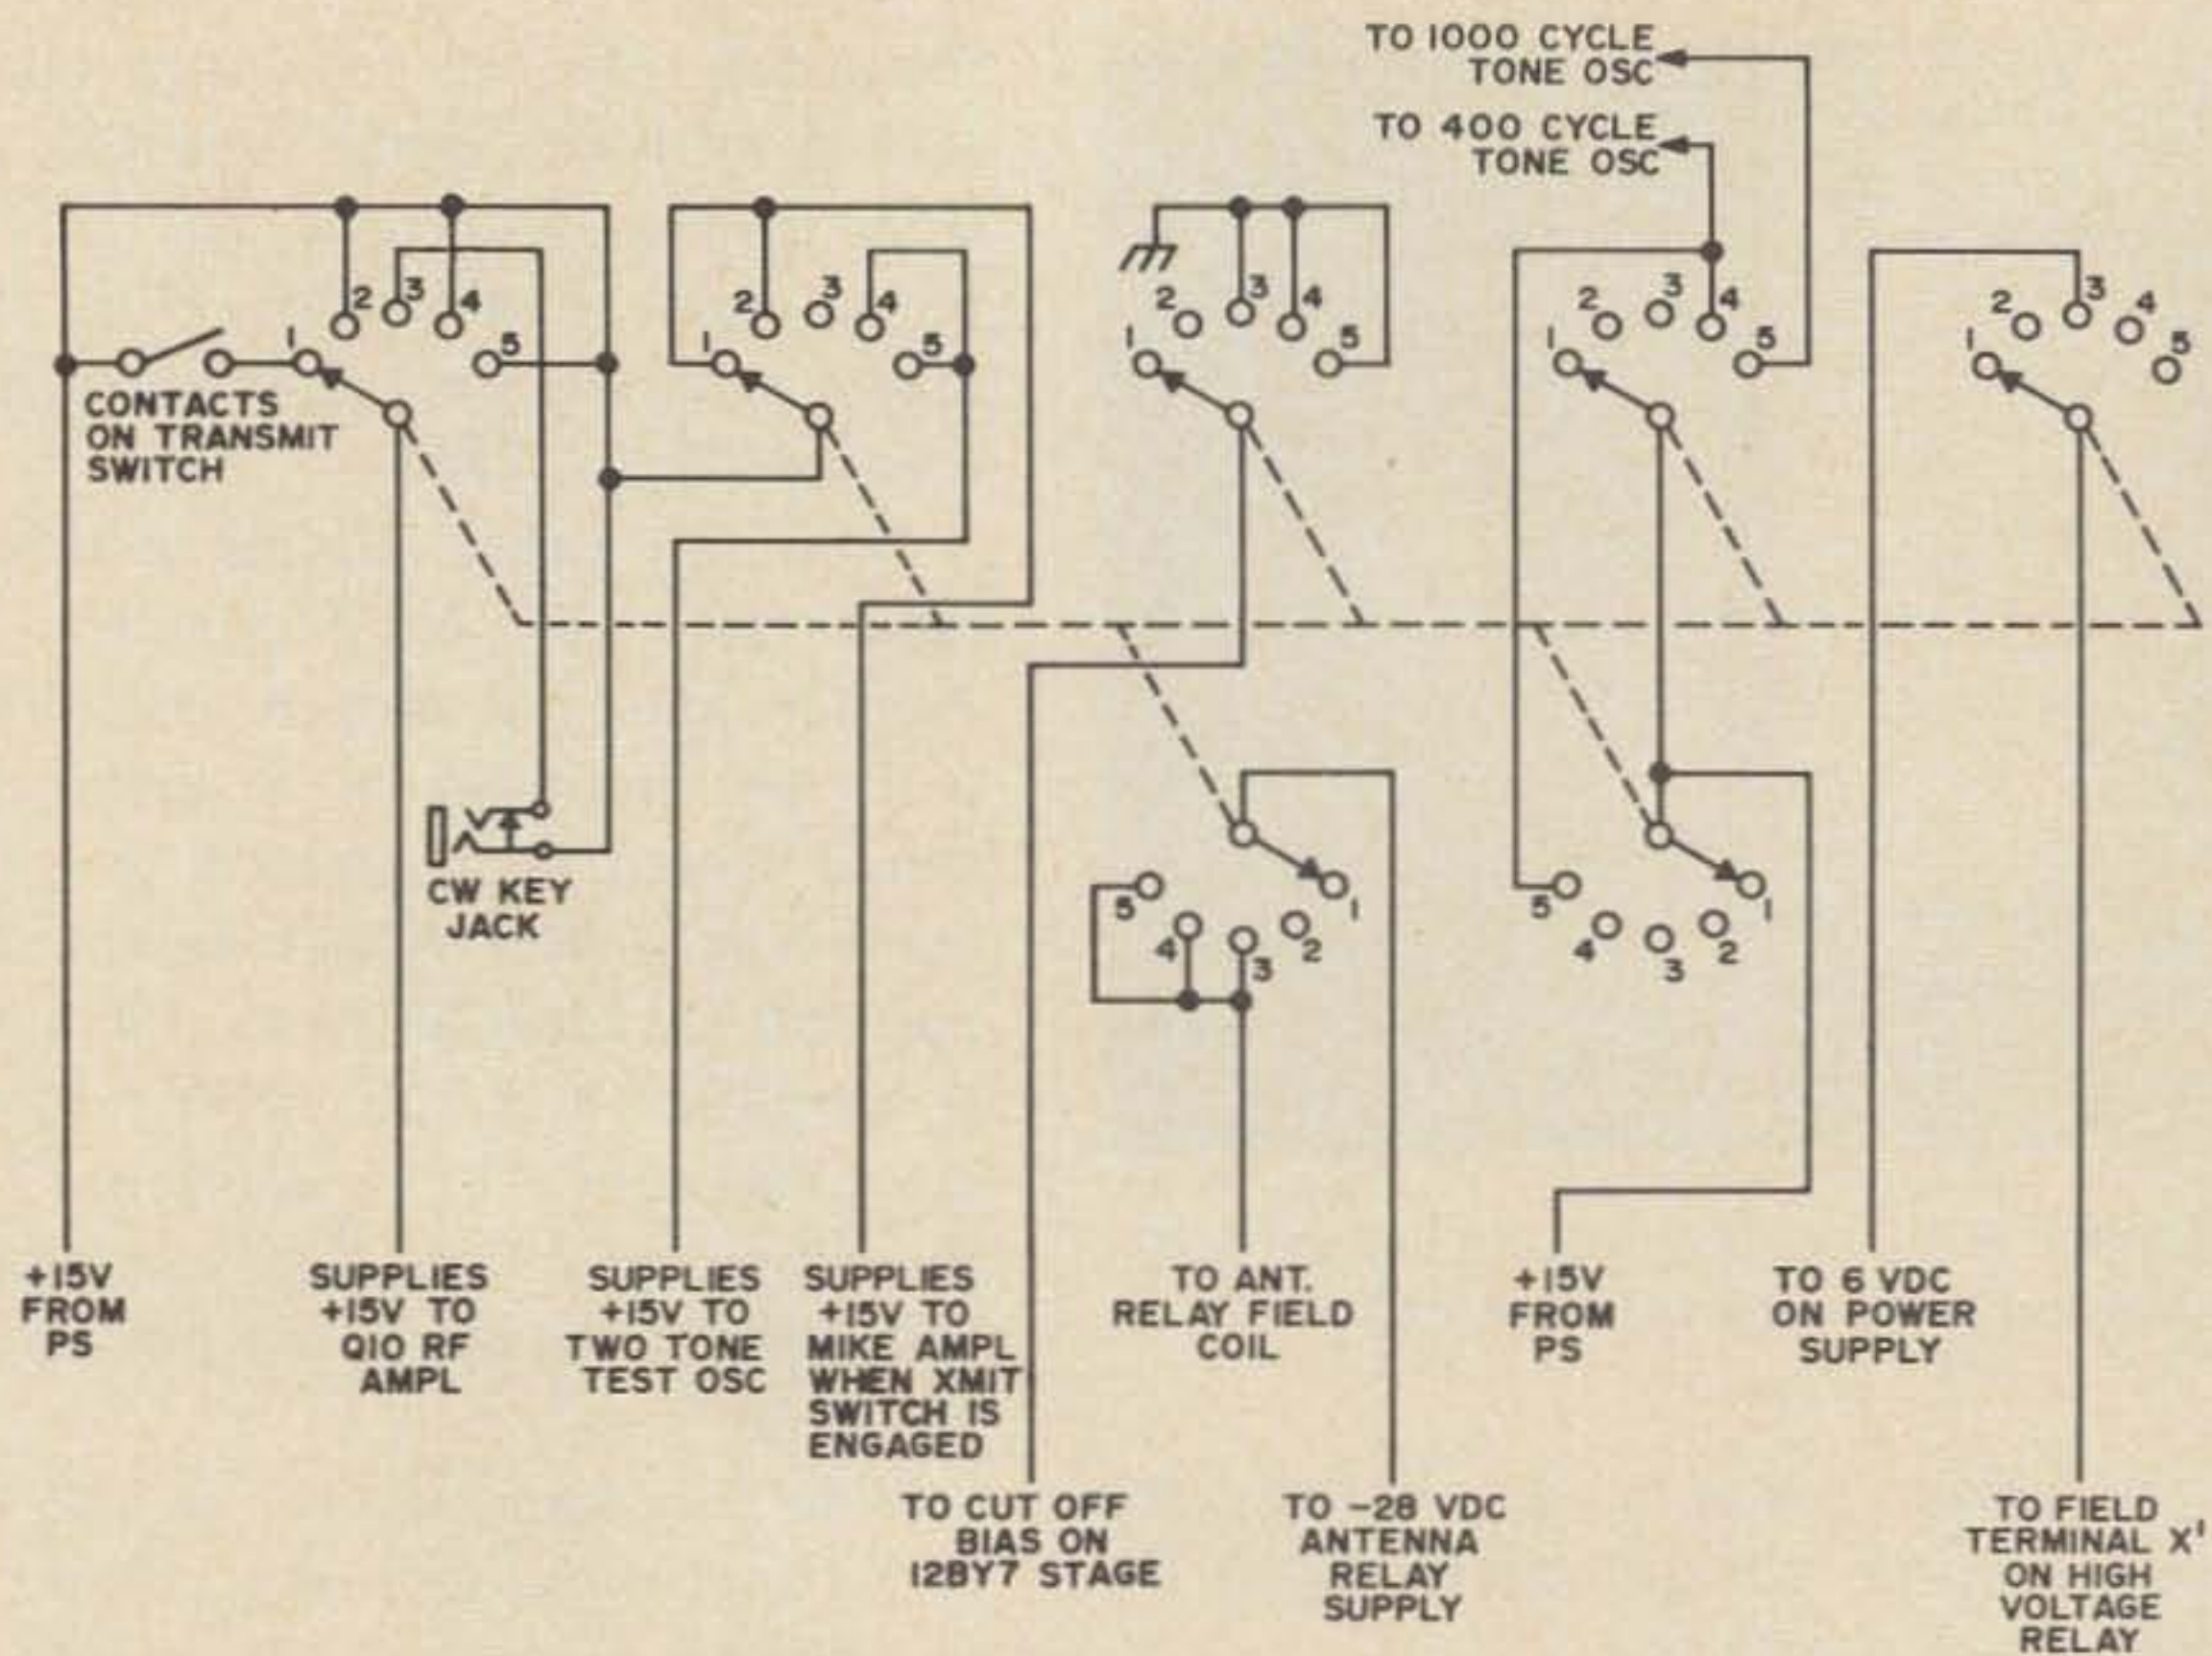 TO 1000 CYCLE
TONE OSC
TO 400 CYCLE
TONE OSC
1 2 3 4 5
1 2 3 4 5
1 2 3 4 5
1 2 3 4 5
1 2 3 4 5
CONTACTS
ON TRANSMIT
SWITCH
CW KEY
JACK
5 4 3 2 1
5 4 3 2 1
+15V
FROM
PS
SUPPLIES
+15V TO
Q10 RF
AMPL
SUPPLIES
+15V TO
TWO TONE
TEST OSC
SUPPLIES
+15V TO
MIKE AMPL
WHEN XMIT
SWITCH IS
ENGAGED
TO CUT OFF
BIAS ON
12BY7 STAGE
TO ANT.
RELAY FIELD
COIL
TO -28 VDC
ANTENNA
RELAY
SUPPLY
+15V
FROM
PS
TO 6 VDC
ON POWER
SUPPLY
TO FIELD
TERMINAL X'
ON HIGH
VOLTAGE
RELAY